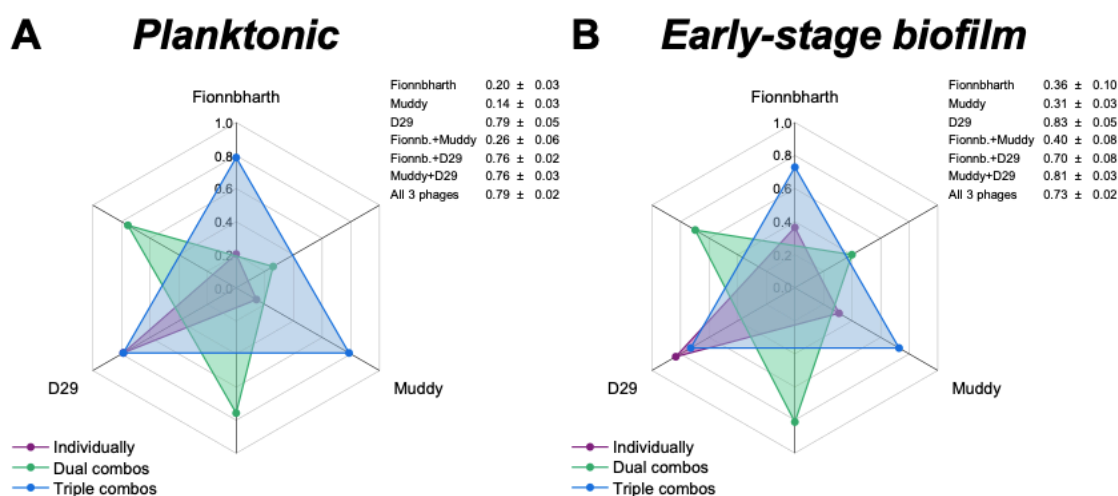 A Planktonic
Fionnbharth
1.0
0.8
0.6
0.4
0.2
0.0
D29
Muddy
Fionnbharth 0.20 ± 0.03
Muddy 0.14 ± 0.03
D29 0.79 ± 0.05
Fionnb.+Muddy 0.26 ± 0.06
Fionnb.+D29 0.76 ± 0.02
Muddy+D29 0.76 ± 0.03
All 3 phages 0.79 ± 0.02
Individually
Dual combos
Triple combos
B Early-stage biofilm
Fionnbharth
1.0
0.8
0.6
0.4
0.2
0.0
D29
Muddy
Fionnbharth 0.36 ± 0.10
Muddy 0.31 ± 0.03
D29 0.83 ± 0.05
Fionnb.+Muddy 0.40 ± 0.08
Fionnb.+D29 0.70 ± 0.08
Muddy+D29 0.81 ± 0.03
All 3 phages 0.73 ± 0.02
Individually
Dual combos
Triple combos